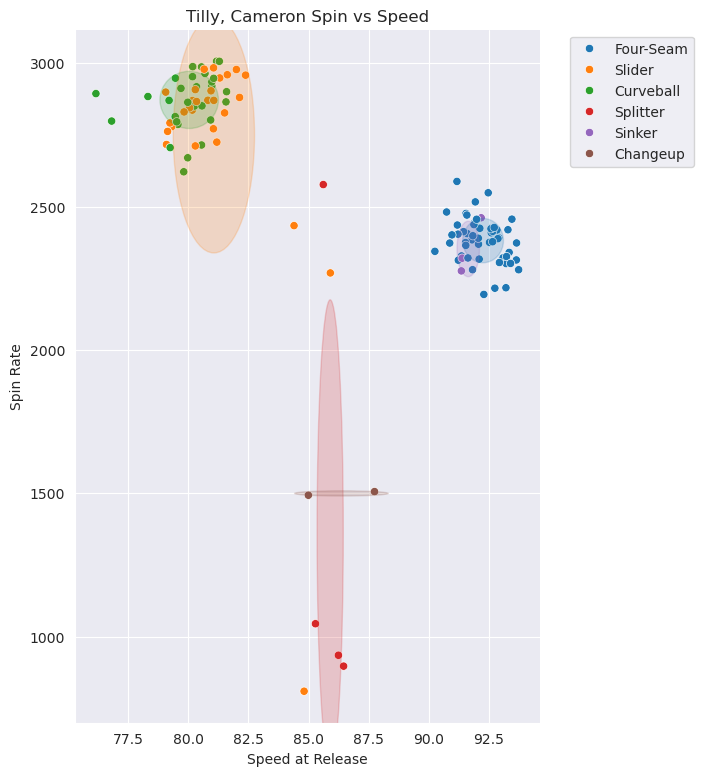 Tilly, Cameron Spin vs Speed
Four-Seam
Slider
Curveball
Splitter
Sinker
Changeup
3000
2500
2000
1500
1000
Spin Rate
77.5 80.0 82.5 85.0 87.5 90.0 92.5
Speed at Release